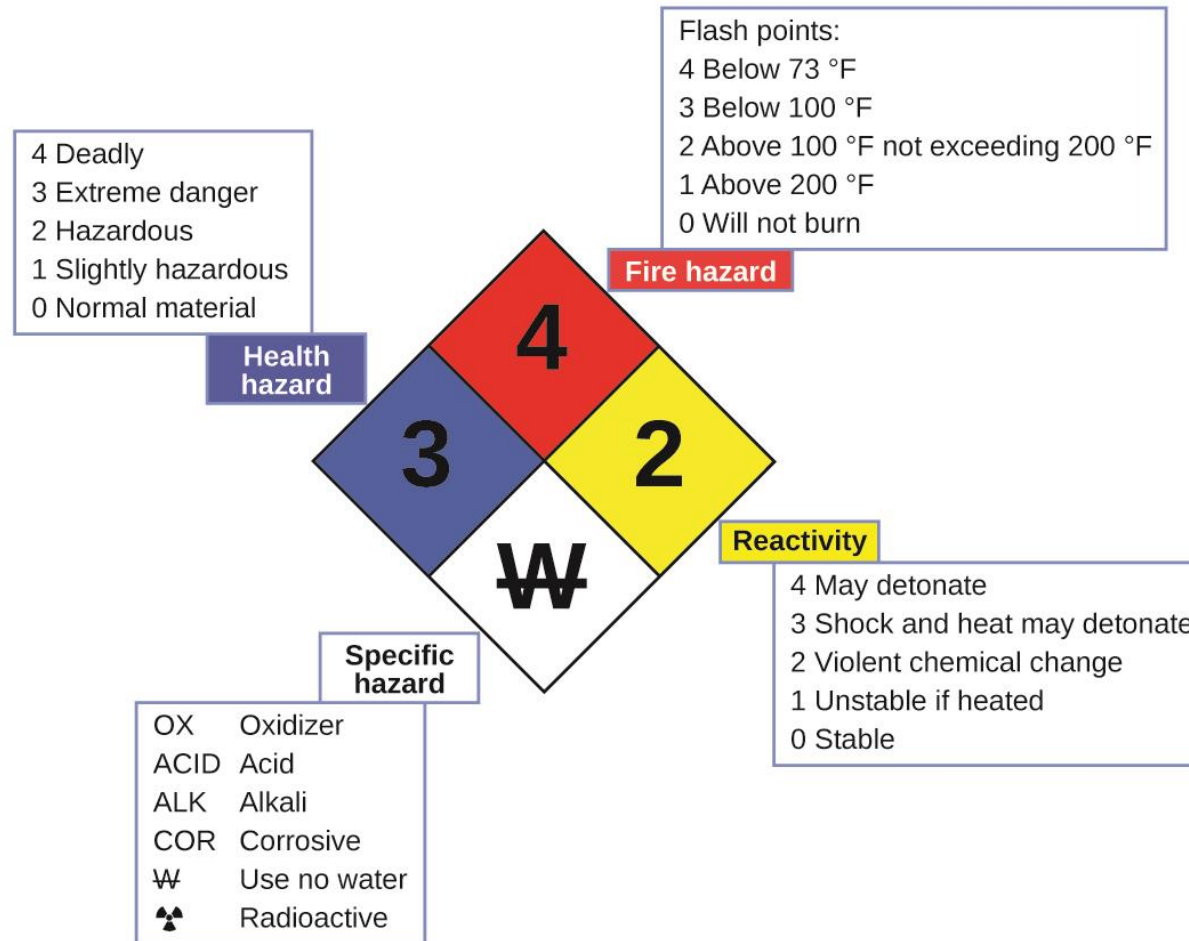 Flash points:
4 Below 73 °F
3 Below 100 °F
2 Above 100 °F not exceeding 200 °F
1 Above 200 °F
0 Will not burn
Fire hazard
4 Deadly
3 Extreme danger
2 Hazardous
1 Slightly hazardous
0 Normal material
Health
hazard
4
3
2
W
Reactivity
4 May detonate
3 Shock and heat may detonate
2 Violent chemical change
1 Unstable if heated
0 Stable
Specific
hazard
OX Oxidizer
ACID Acid
ALK Alkali
COR Corrosive
W Use no water
☢ Radioactive